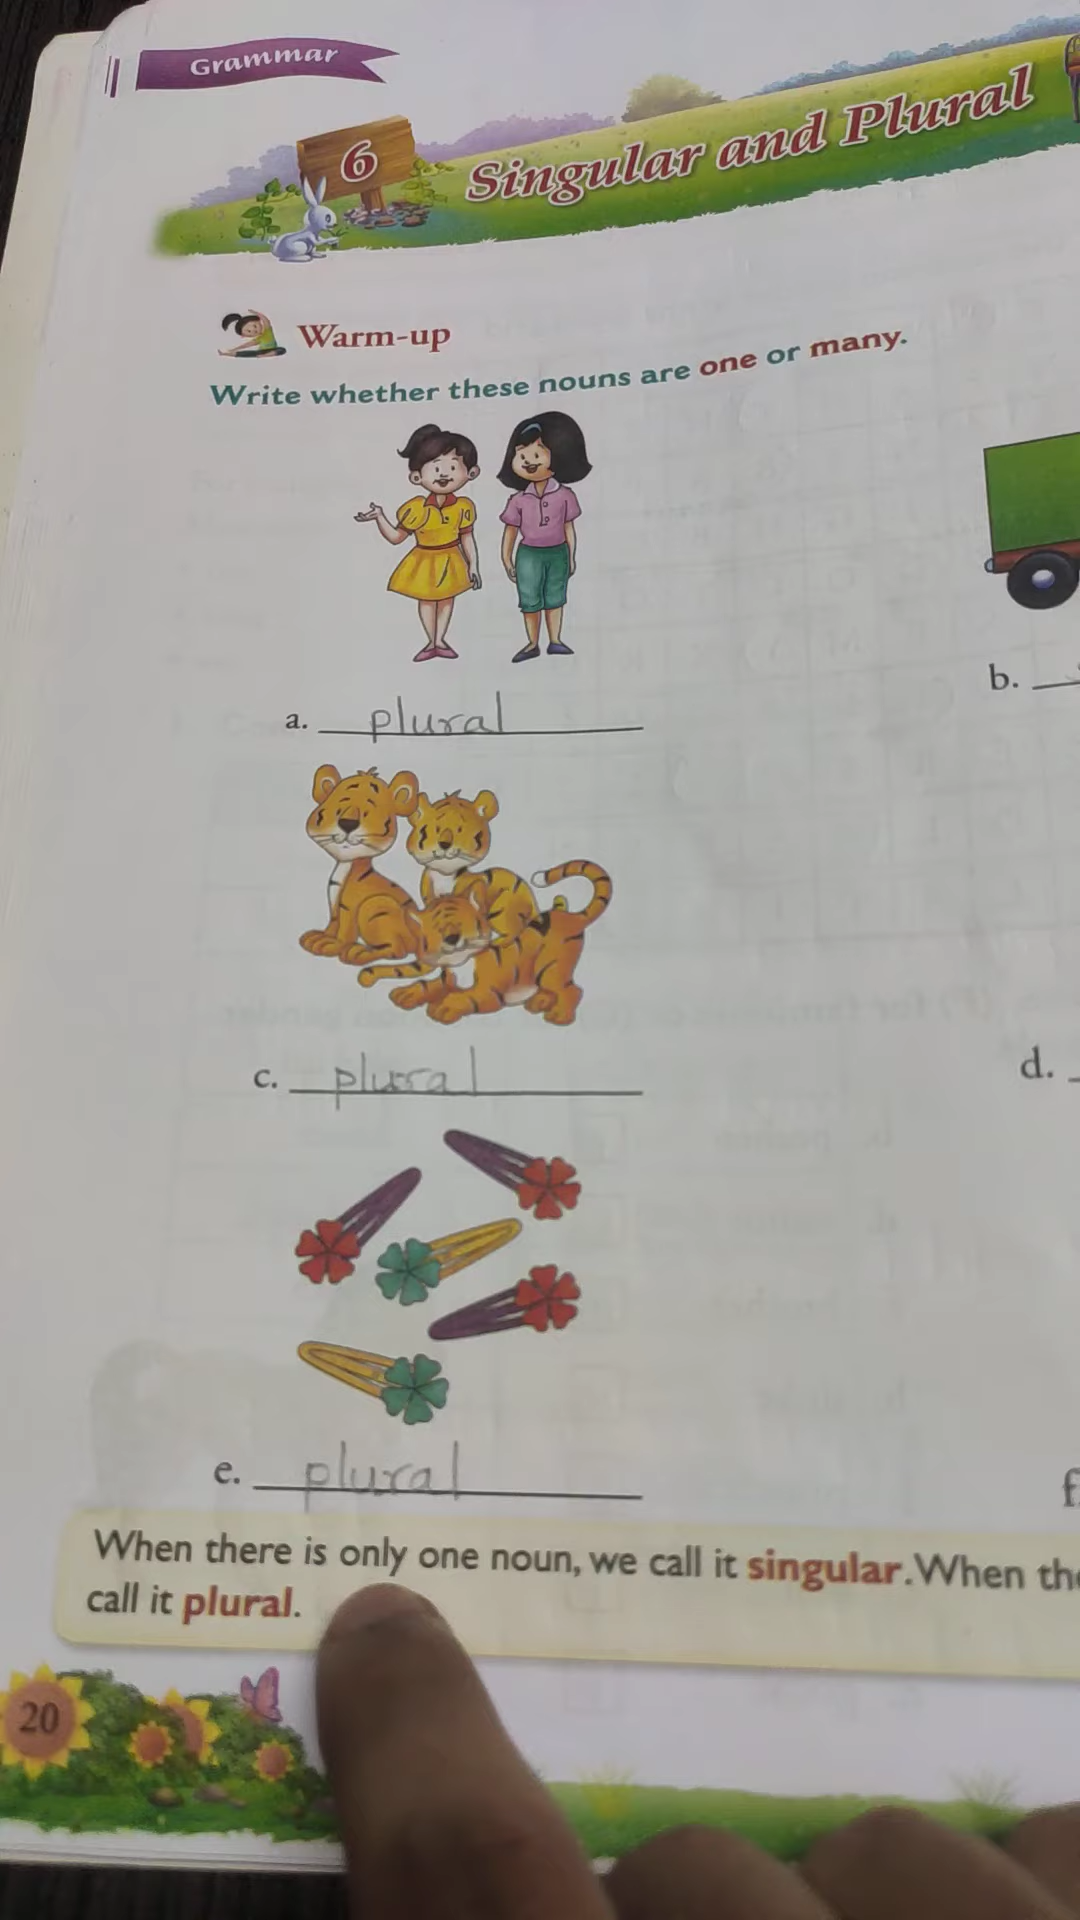 Grammar
6
Singular and Plural
Warm-up
Write whether these nouns are one or many.
a. plural
b.
c. plural
d.
e. plural
f.
When there is only one noun, we call it singular. When
call it plural.
20